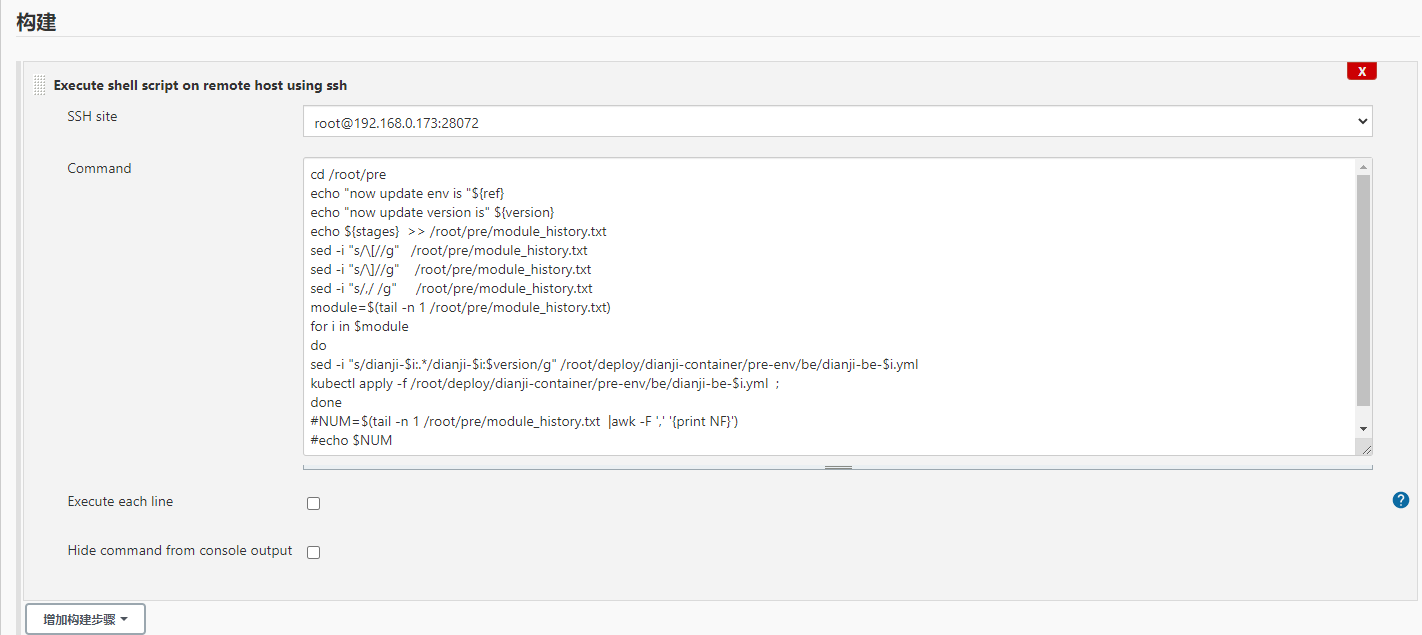 构建
Execute shell script on remote host using ssh
X
SSH site
root@192.168.0.173:28072
Command
cd /root/pre
echo "now update env is "${ref}
echo "now update version is" ${version}
echo ${stages}  >> /root/pre/module_history.txt
sed -i "s/\[//g"   /root/pre/module_history.txt
sed -i "s/\]//g"    /root/pre/module_history.txt
sed -i "s/,/ /g"     /root/pre/module_history.txt
module=$(tail -n 1 /root/pre/module_history.txt)
for i in $module
do
sed -i "s/dianji-$i:.*/dianji-$i:$version/g" /root/deploy/dianji-container/pre-env/be/dianji-be-$i.yml
kubectl apply -f /root/deploy/dianji-container/pre-env/be/dianji-be-$i.yml  ;
done
#NUM=$(tail -n 1 /root/pre/module_history.txt  |awk -F ',' '{print NF}')
#echo $NUM
Execute each line
?
Hide command from console output
增加构建步骤